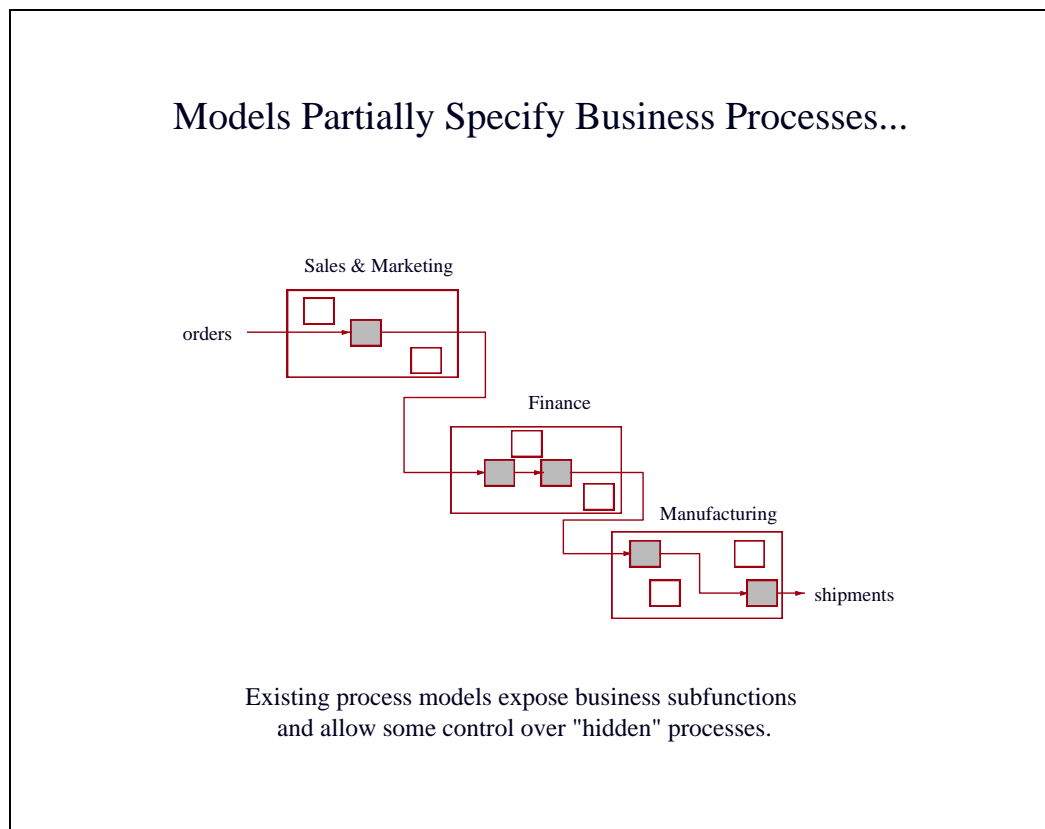 Models Partially Specify Business Processes...
Sales & Marketing
orders
Finance
Manufacturing
shipments
Existing process models expose business subfunctions
and allow some control over "hidden" processes.